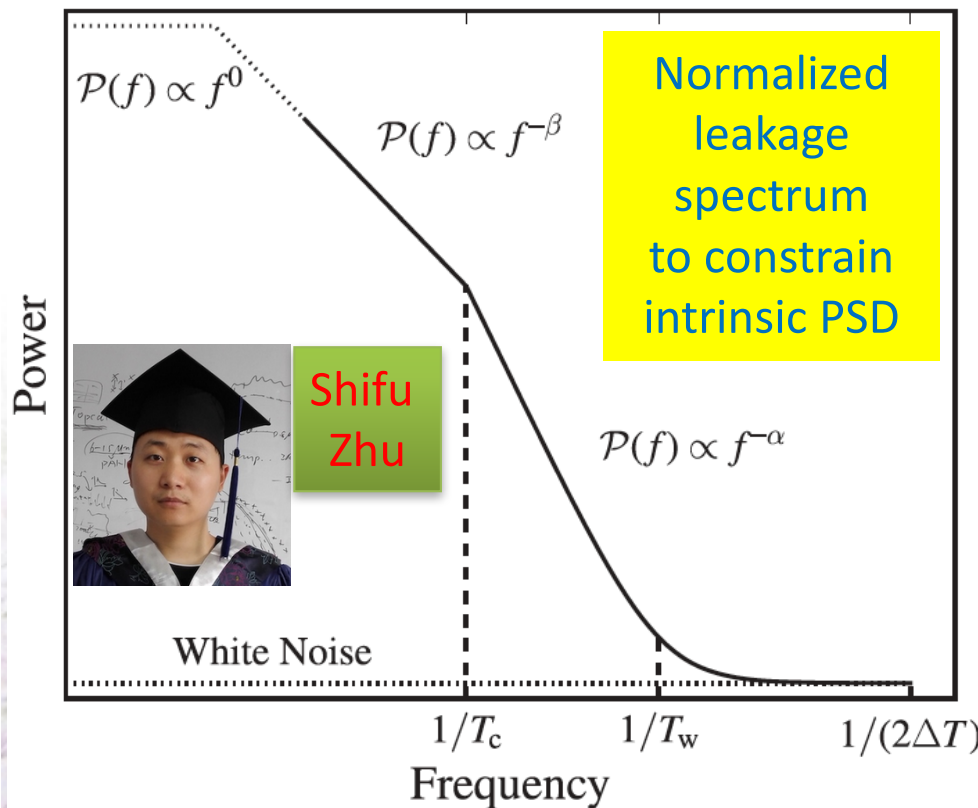 𝒫(f) ∝ f⁰
𝒫(f) ∝ f^{−β}
Normalized
leakage
spectrum
to constrain
intrinsic PSD
Power
Shifu
Zhu
𝒫(f) ∝ f^{−α}
White Noise
1/T_c
1/T_w
1/(2ΔT)
Frequency